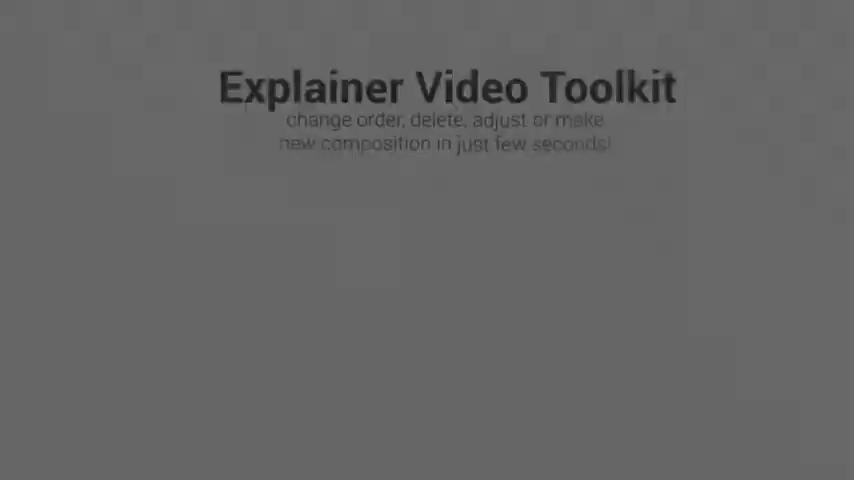 Explainer Video Toolkit
change order, delete, adjust or make
new composition in just few seconds!